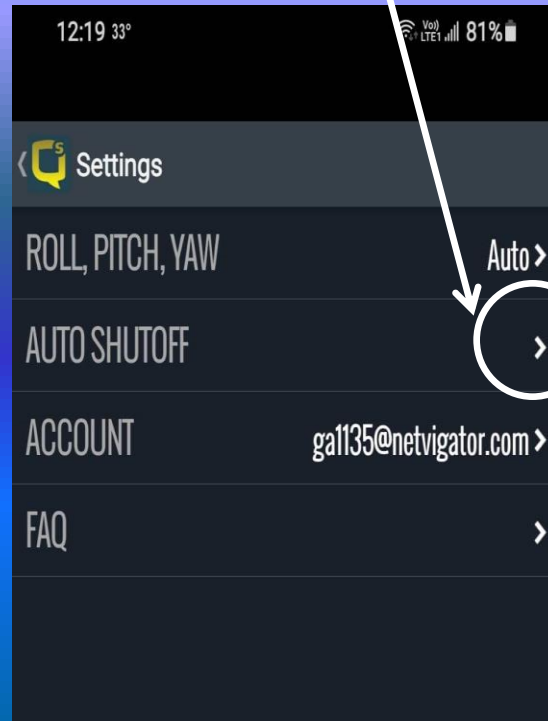 12:19 33° Vo)) LTE1 81%
S Settings
ROLL, PITCH, YAW Auto >
AUTO SHUTOFF >
ACCOUNT ga1135@netvigator.com >
FAQ >